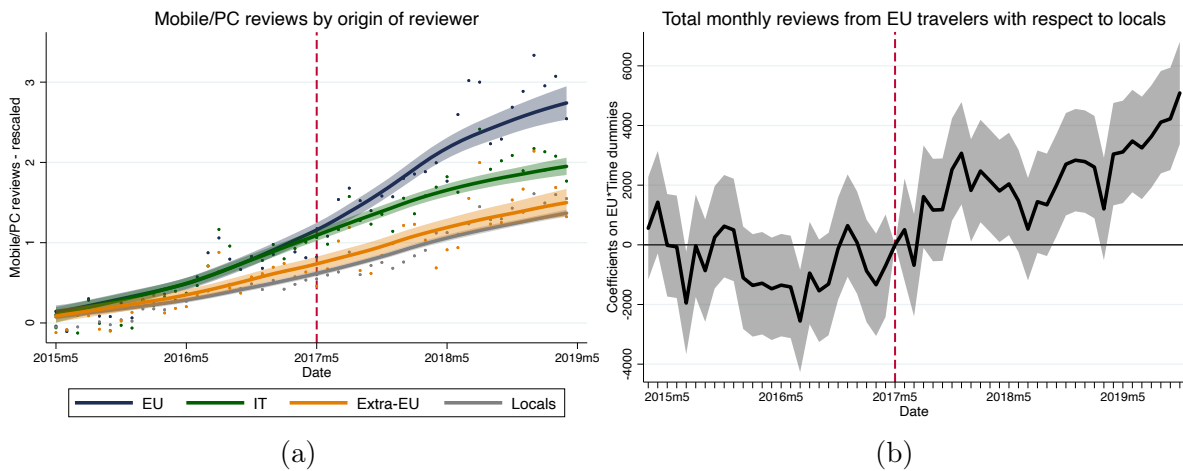 Mobile/PC reviews by origin of reviewer
Mobile/PC reviews - rescaled
3
2
1
0
2015m5 2016m5 2017m5 2018m5 2019m5
Date
EU IT Extra-EU Locals
(a)
Total monthly reviews from EU travelers with respect to locals
Coefficients on EU*Time dummies
6000
4000
2000
0
-2000
-4000
2015m5 2016m5 2017m5 2018m5 2019m5
Date
(b)